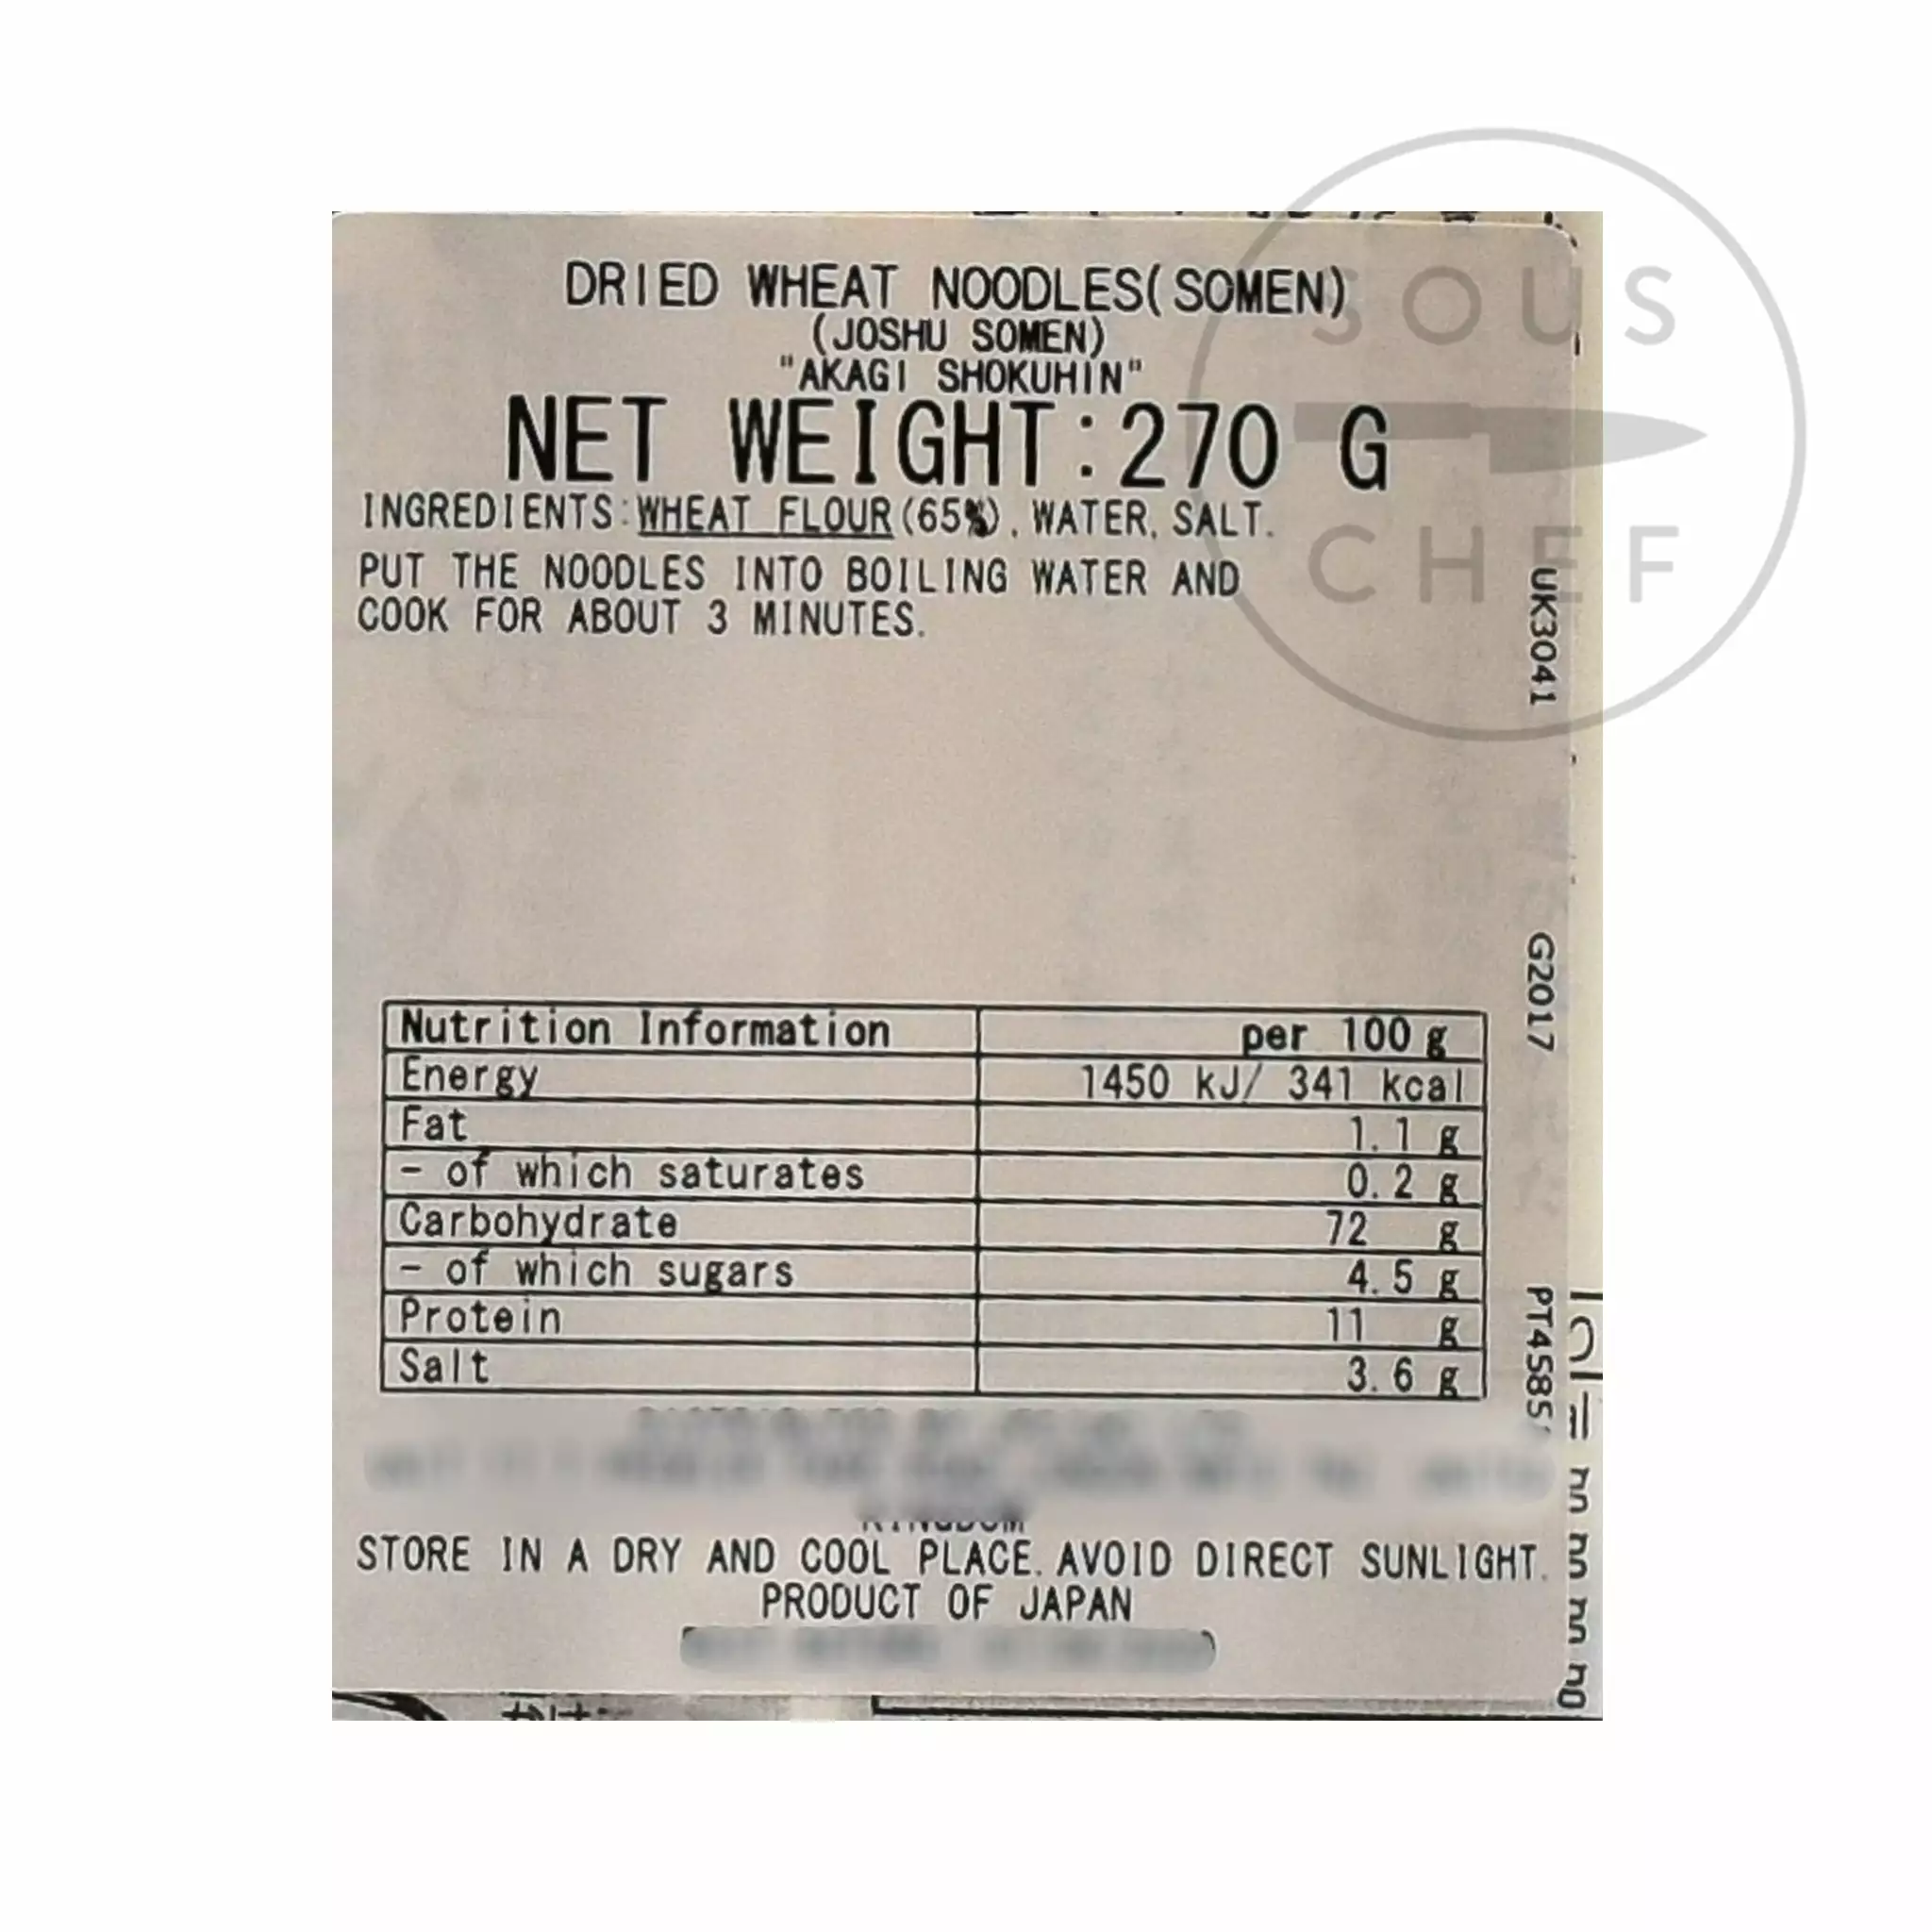 SOUS
CHEF
DRIED WHEAT NOODLES(SOMEN)
(JOSHU SOMEN)
"AKAGI SHOKUHIN"
NET WEIGHT:270 G
INGREDIENTS:WHEAT FLOUR(65%), WATER, SALT.
PUT THE NOODLES INTO BOILING WATER AND
COOK FOR ABOUT 3 MINUTES.
UK3041 G2017 PT4585
Nutrition Information per 100 g
Energy 1450 kJ/ 341 kcal
Fat 1.1 g
- of which saturates 0.2 g
Carbohydrate 72 g
- of which sugars 4.5 g
Protein 11 g
Salt 3.6 g
KINGDOM
STORE IN A DRY AND COOL PLACE. AVOID DIRECT SUNLIGHT.
PRODUCT OF JAPAN